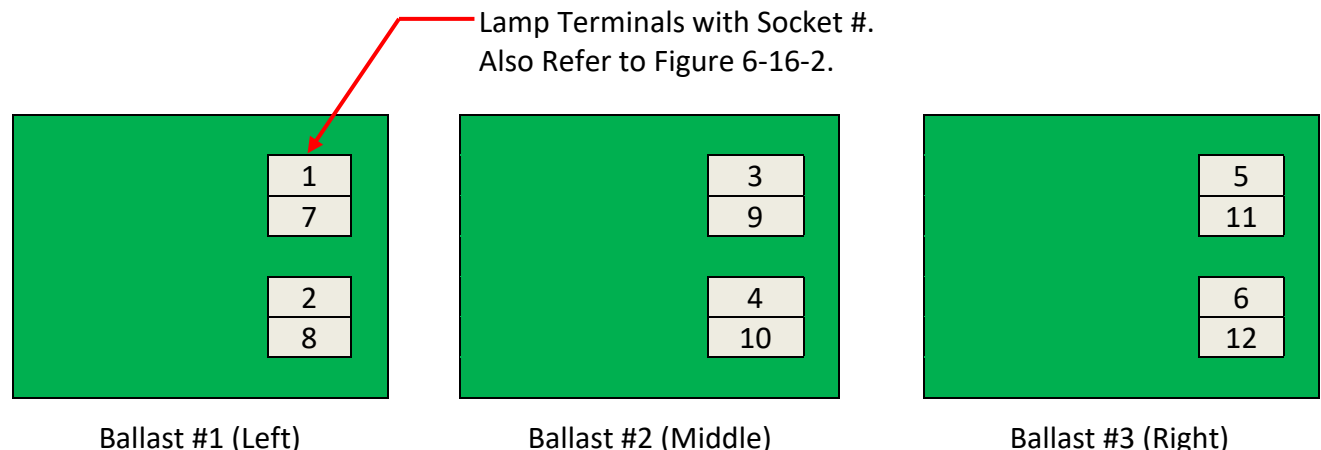 Lamp Terminals with Socket #.
Also Refer to Figure 6-16-2.
1
7
2
8
3
9
4
10
5
11
6
12
Ballast #1 (Left)
Ballast #2 (Middle)
Ballast #3 (Right)